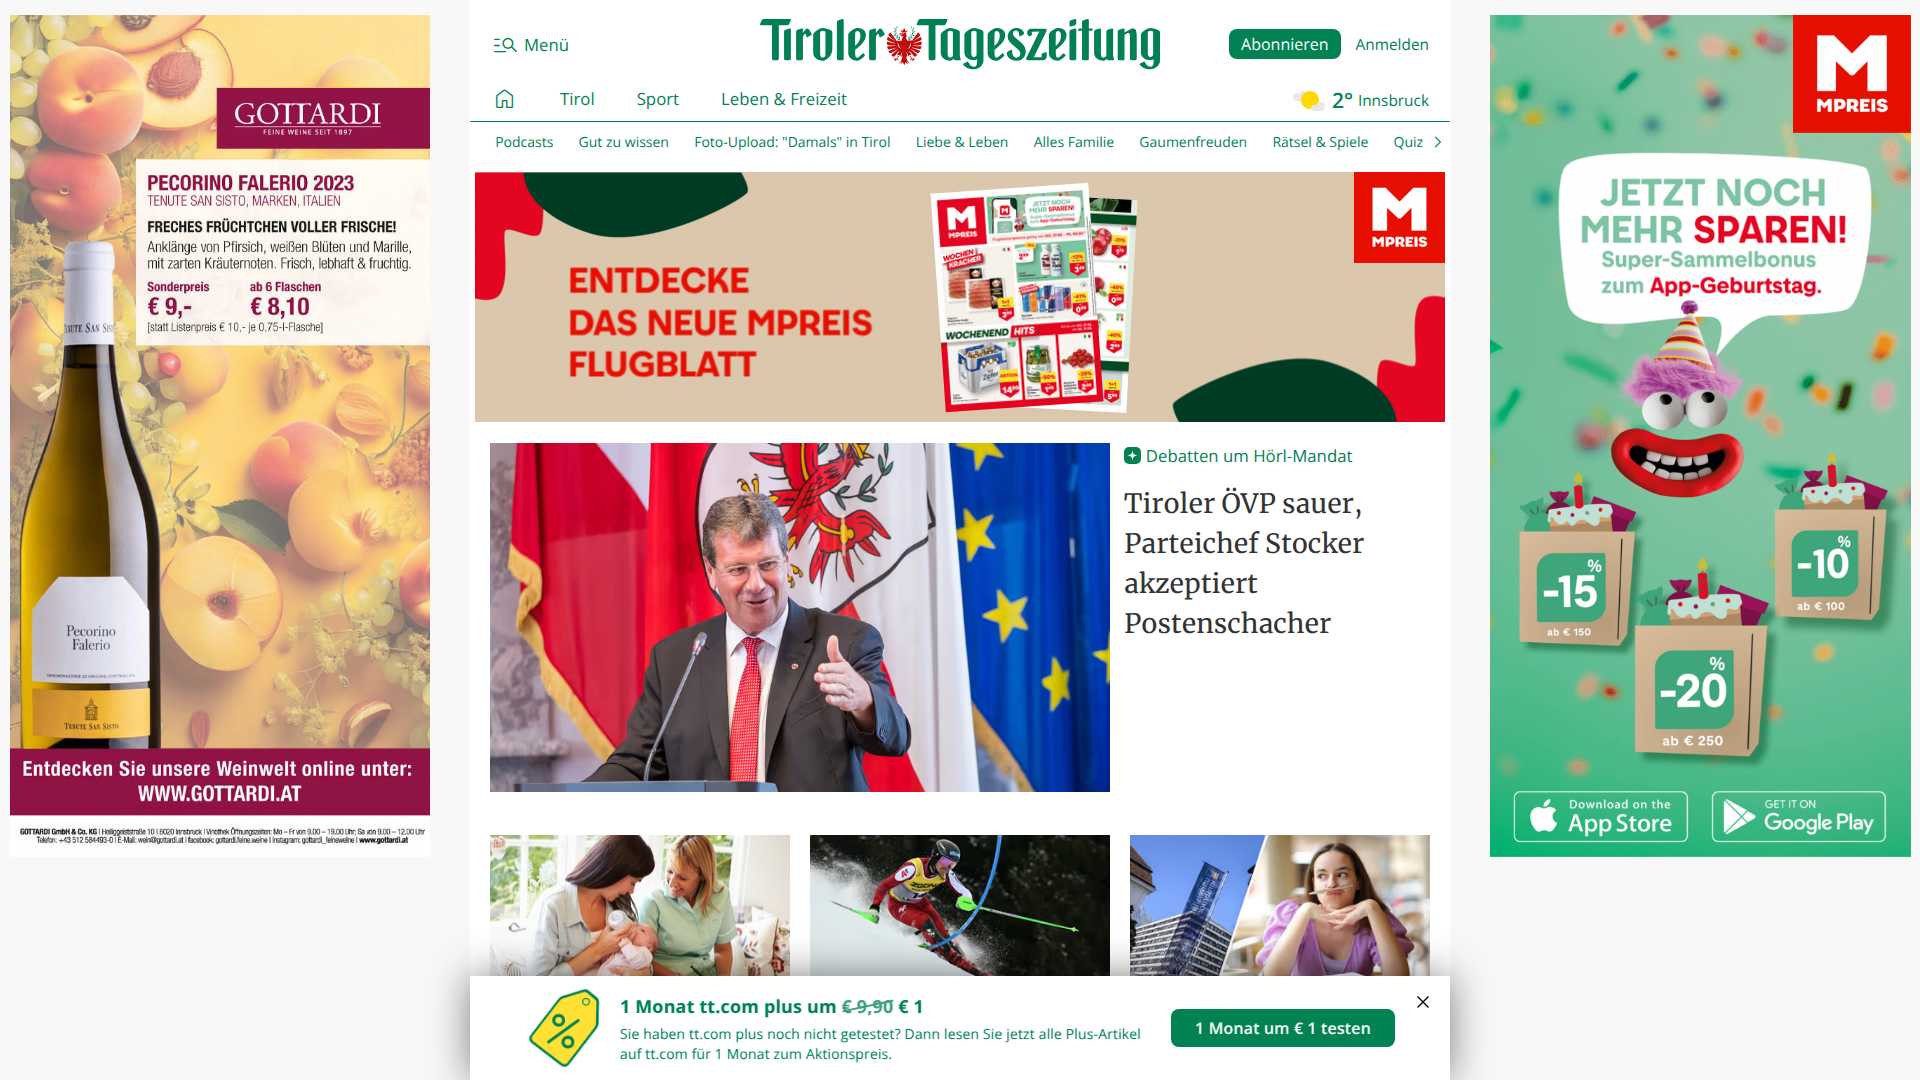 Menü
Tiroler Tageszeitung
Abonnieren
Anmelden
Tirol
Sport
Leben & Freizeit
2° Innsbruck
Podcasts
Gut zu wissen
Foto-Upload: "Damals" in Tirol
Liebe & Leben
Alles Familie
Gaumenfreuden
Rätsel & Spiele
Quiz
GOTTARDI
FEINE WEINE SEIT 1897
PECORINO FALERIO 2023
TENUTE SAN SISTO, MARKEN, ITALIEN
FRECHES FRÜCHTCHEN VOLLER FRISCHE!
Anklänge von Pfirsich, weißen Blüten und Marille,
mit zarten Kräuternoten. Frisch, lebhaft & fruchtig.
Sonderpreis
€ 9,-
ab 6 Flaschen
€ 8,10
[statt Listenpreis € 10,- je 0,75-l-Flasche]
Pecorino
Falerio
TENUTE SAN SISTO
Entdecken Sie unsere Weinwelt online unter:
WWW.GOTTARDI.AT
GOTTARDI GmbH & Co. KG | Heiliggeiststraße 10 | 6020 Innsbruck | Vinothek Öffnungszeiten: Mo – Fr von 9.00 – 19.00 Uhr; Sa von 9.00 – 12.00 Uhr
Telefon: +43 512 584493-0 | E-Mail: wein@gottardi.at | facebook: gottardi.feine.weine | instagram: gottardi_feineweine | www.gottardi.at
ENTDECKE
DAS NEUE MPREIS
FLUGBLATT
MPREIS
JETZT NOCH
MEHR SPAREN!
WOCHEN
KRACHER
WOCHENEND HITS
MPREIS
Debatten um Hörl-Mandat
Tiroler ÖVP sauer,
Parteichef Stocker
akzeptiert
Postenschacher
MPREIS
JETZT NOCH
MEHR SPAREN!
Super-Sammelbonus
zum App-Geburtstag.
-15%
ab € 150
-10%
ab € 100
-20%
ab € 250
Download on the
App Store
GET IT ON
Google Play
1 Monat tt.com plus um € 9,90 € 1
Sie haben tt.com plus noch nicht getestet? Dann lesen Sie jetzt alle Plus-Artikel
auf tt.com für 1 Monat zum Aktionspreis.
1 Monat um € 1 testen